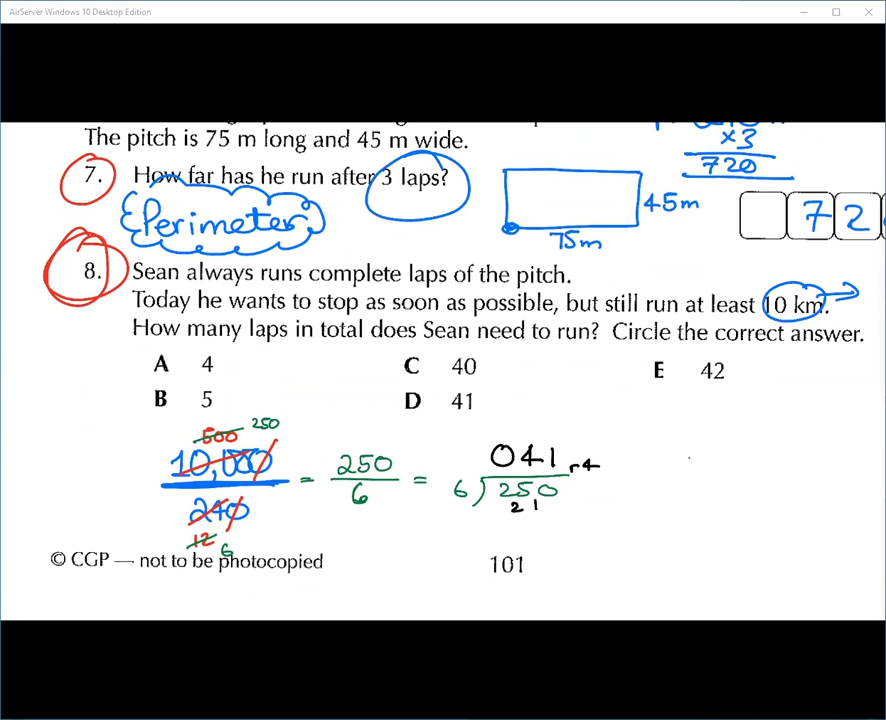 AirServer Windows 10 Desktop Edition
The pitch is 75 m long and 45 m wide.
×3
720
7. How far has he run after 3 laps?
45m
Perimeter
75m
7 2
8. Sean always runs complete laps of the pitch.
Today he wants to stop as soon as possible, but still run at least 10 km.
How many laps in total does Sean need to run? Circle the correct answer.
A 4 C 40 E 42
B 5 D 41
500 250
10,000 = 250 = 041 r4
240 6 6 ) 250
2 1
12 6
© CGP — not to be photocopied 101